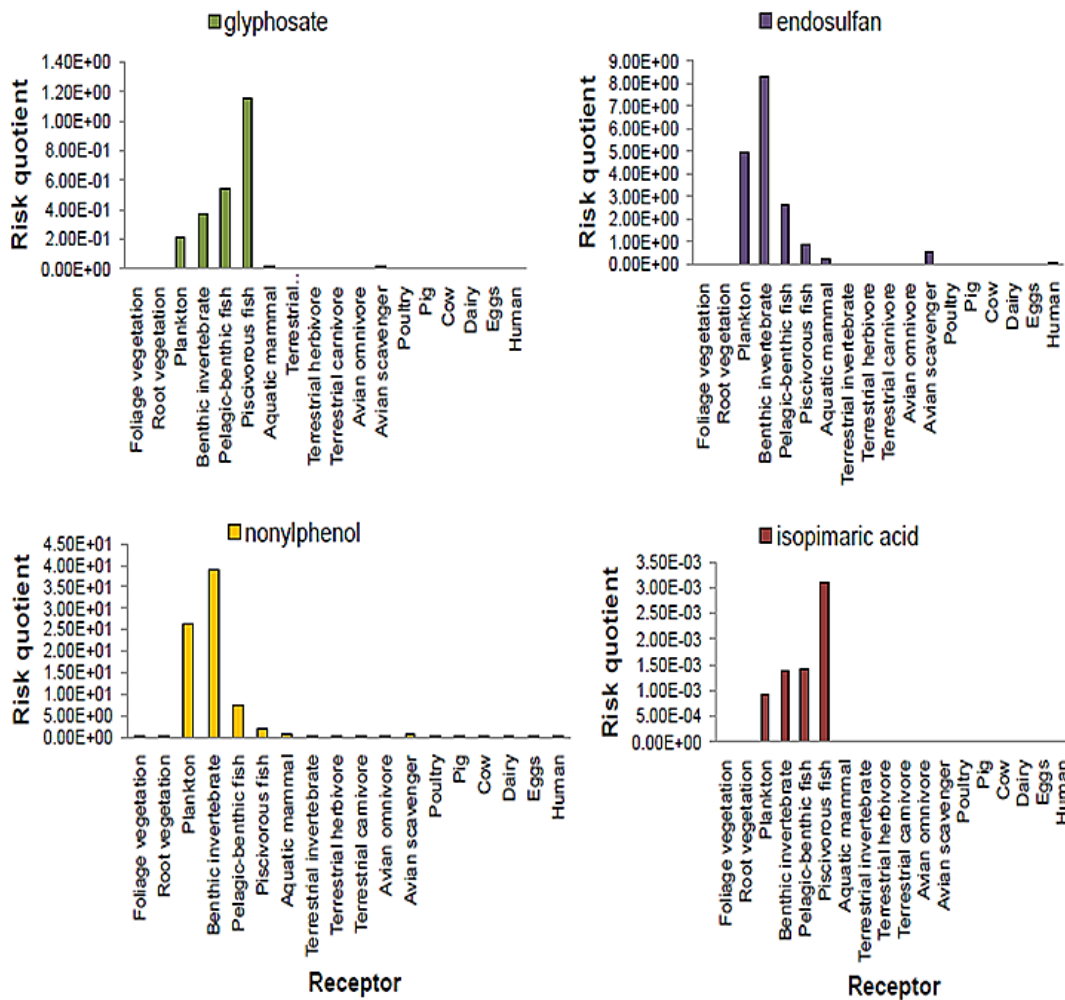 glyphosate
Risk quotient
1.40E+00
1.20E+00
1.00E+00
8.00E-01
6.00E-01
4.00E-01
2.00E-01
0.00E+00
Foliage vegetation
Root vegetation
Plankton
Benthic invertebrate
Pelagic-benthic fish
Piscivorous fish
Aquatic mammal
Terrestrial..
Terrestrial herbivore
Terrestrial carnivore
Avian omnivore
Avian scavenger
Poultry
Pig
Cow
Dairy
Eggs
Human
endosulfan
Risk quotient
9.00E+00
8.00E+00
7.00E+00
6.00E+00
5.00E+00
4.00E+00
3.00E+00
2.00E+00
1.00E+00
0.00E+00
Foliage vegetation
Root vegetation
Plankton
Benthic invertebrate
Pelagic-benthic fish
Piscivorous fish
Aquatic mammal
Terrestrial invertebrate
Terrestrial herbivore
Terrestrial carnivore
Avian omnivore
Avian scavenger
Poultry
Pig
Cow
Dairy
Eggs
Human
nonylphenol
Risk quotient
4.50E+01
4.00E+01
3.50E+01
3.00E+01
2.50E+01
2.00E+01
1.50E+01
1.00E+01
5.00E+00
0.00E+00
Foliage vegetation
Root vegetation
Plankton
Benthic invertebrate
Pelagic-benthic fish
Piscivorous fish
Aquatic mammal
Terrestrial invertebrate
Terrestrial herbivore
Terrestrial carnivore
Avian omnivore
Avian scavenger
Poultry
Pig
Cow
Dairy
Eggs
Human
Receptor
isopimaric acid
Risk quotient
3.50E-03
3.00E-03
2.50E-03
2.00E-03
1.50E-03
1.00E-03
5.00E-04
0.00E+00
Foliage vegetation
Root vegetation
Plankton
Benthic invertebrate
Pelagic-benthic fish
Piscivorous fish
Aquatic mammal
Terrestrial invertebrate
Terrestrial herbivore
Terrestrial carnivore
Avian omnivore
Avian scavenger
Poultry
Pig
Cow
Dairy
Eggs
Human
Receptor